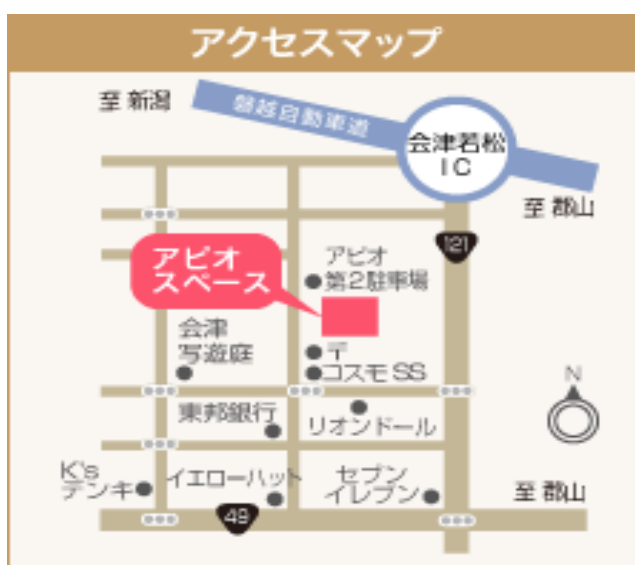 アクセスマップ
至 新潟
磐越自動車道
会津若松
IC
至 郡山
121
アピオ
スペース
アピオ
第2駐車場
会津
写遊庭
〒
コスモSS
N
東邦銀行
リオンドール
K's
デンキ
イエローハット
セブン
イレブン
至 郡山
49